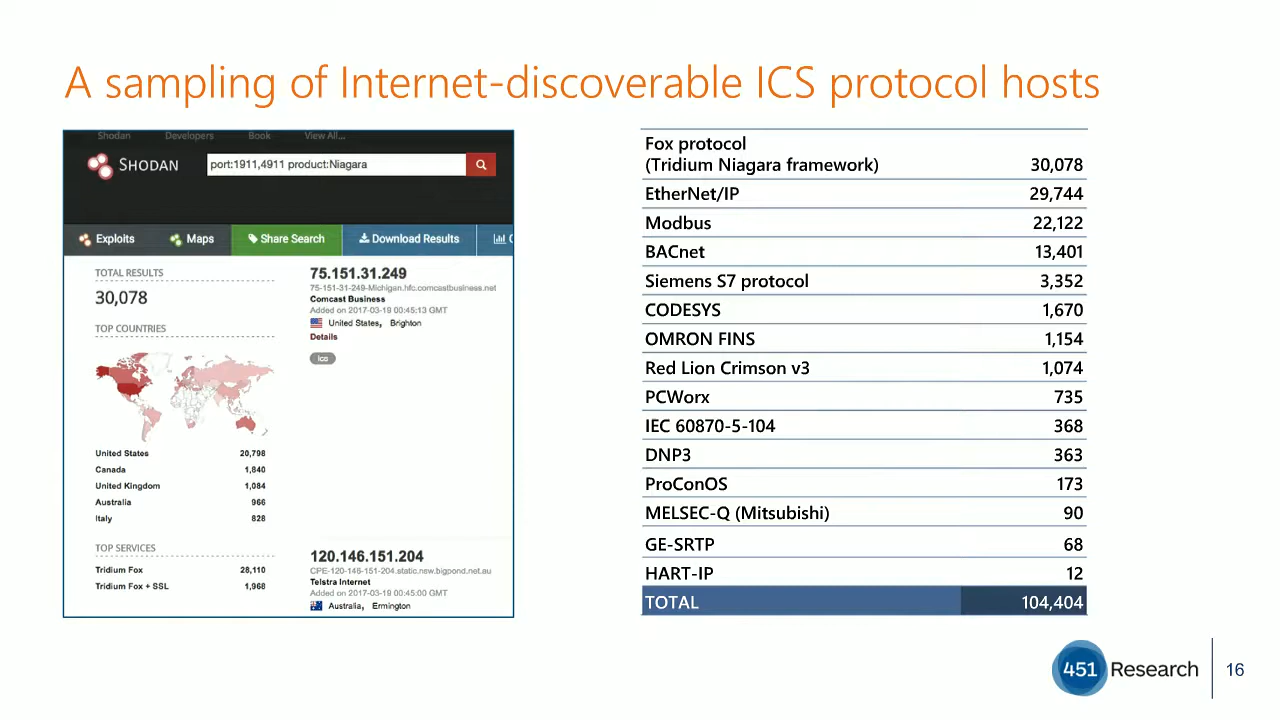 A sampling of Internet-discoverable ICS protocol hosts
Shodan Developers Book View All...
SHODAN port:1911,4911 product:Niagara
Exploits Maps Share Search Download Results
TOTAL RESULTS
30,078
TOP COUNTRIES
United States 20,798
Canada 1,840
United Kingdom 1,084
Australia 966
Italy 828
TOP SERVICES
Tridium Fox 28,110
Tridium Fox + SSL 1,968
75.151.31.249
75-151-31-249-Michigan.hfc.comcastbusiness.net
Comcast Business
Added on 2017-03-19 00:45:13 GMT
United States, Brighton
Details
ics
120.146.151.204
CPE-120-146-151-204.static.nsw.bigpond.net.au
Telstra Internet
Added on 2017-03-19 00:45:00 GMT
Australia, Ermington
Fox protocol
(Tridium Niagara framework) 30,078
EtherNet/IP 29,744
Modbus 22,122
BACnet 13,401
Siemens S7 protocol 3,352
CODESYS 1,670
OMRON FINS 1,154
Red Lion Crimson v3 1,074
PCWorx 735
IEC 60870-5-104 368
DNP3 363
ProConOS 173
MELSEC-Q (Mitsubishi) 90
GE-SRTP 68
HART-IP 12
TOTAL 104,404
451 Research 16